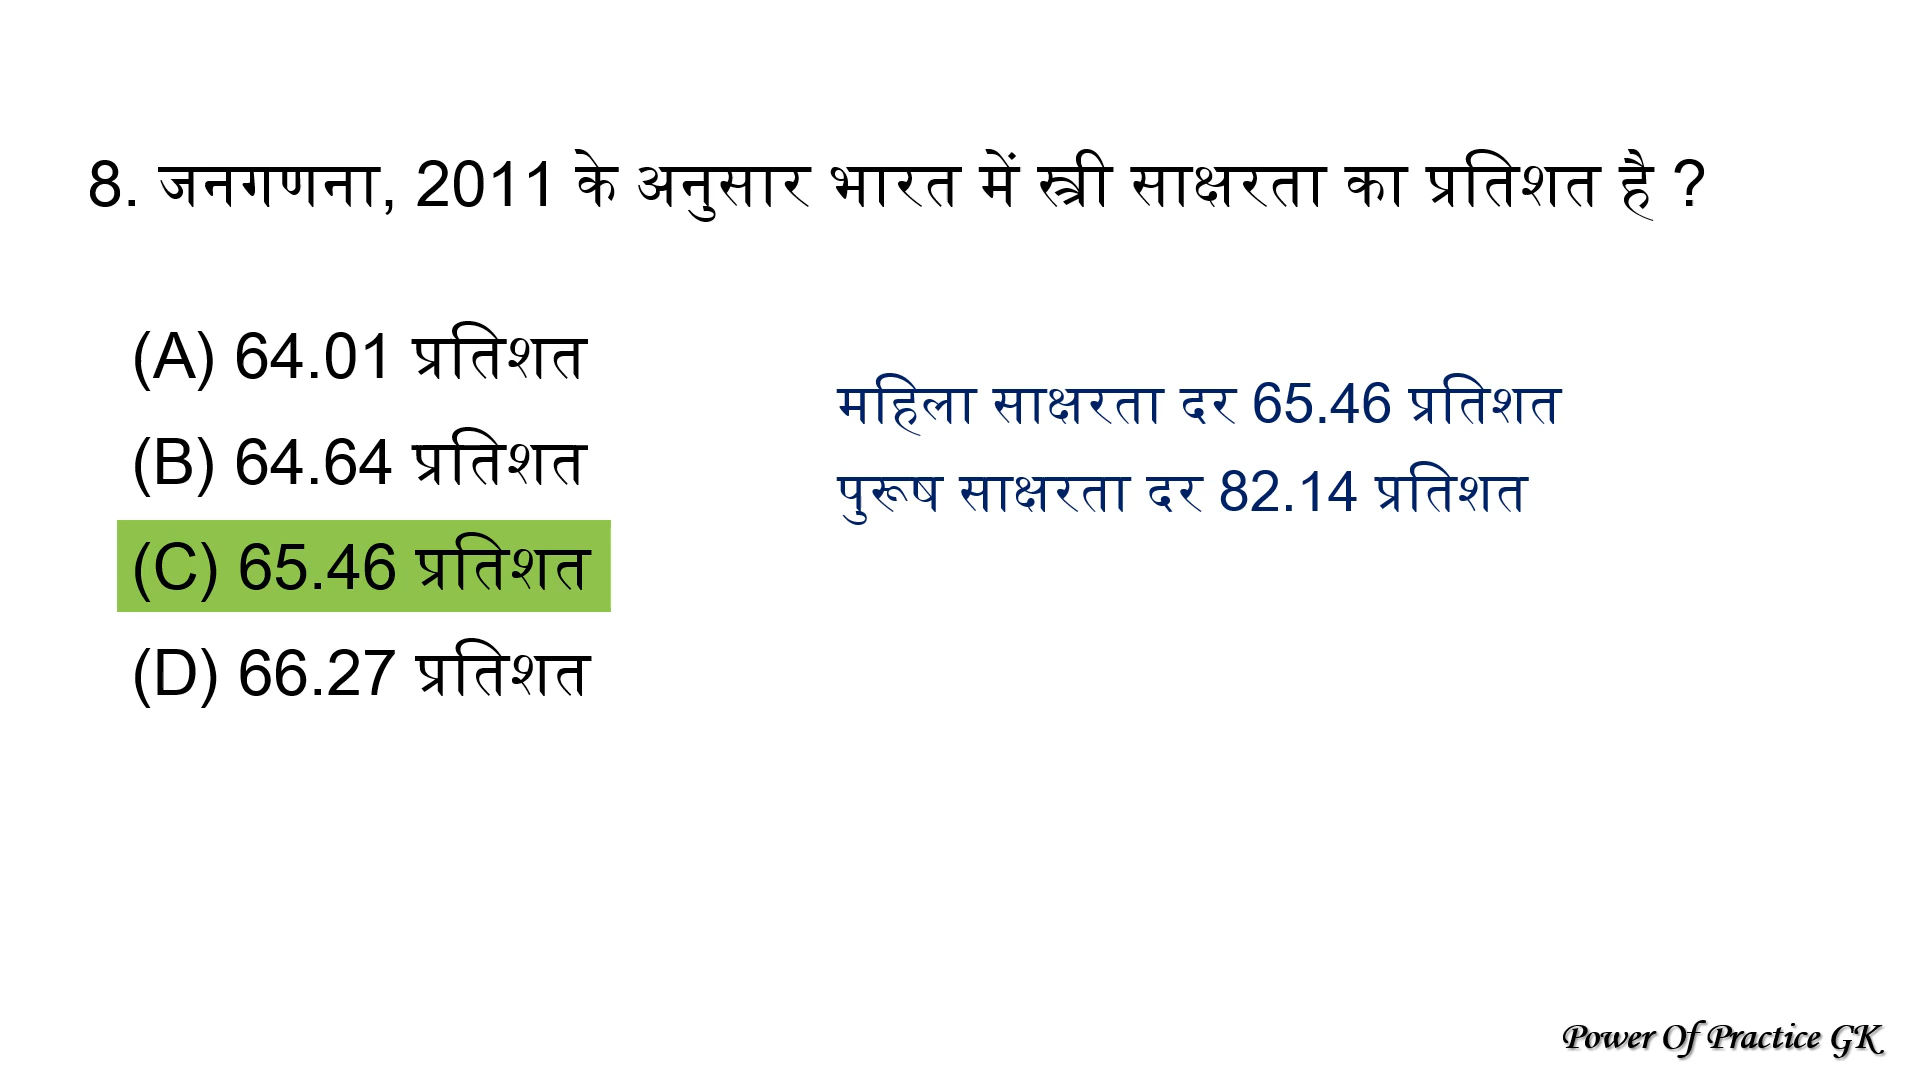 8. जनगणना, 2011 के अनुसार भारत में स्त्री साक्षरता का प्रतिशत है ?
(A) 64.01 प्रतिशत
(B) 64.64 प्रतिशत
(C) 65.46 प्रतिशत
(D) 66.27 प्रतिशत
महिला साक्षरता दर 65.46 प्रतिशत
पुरूष साक्षरता दर 82.14 प्रतिशत
Power Of Practice GK